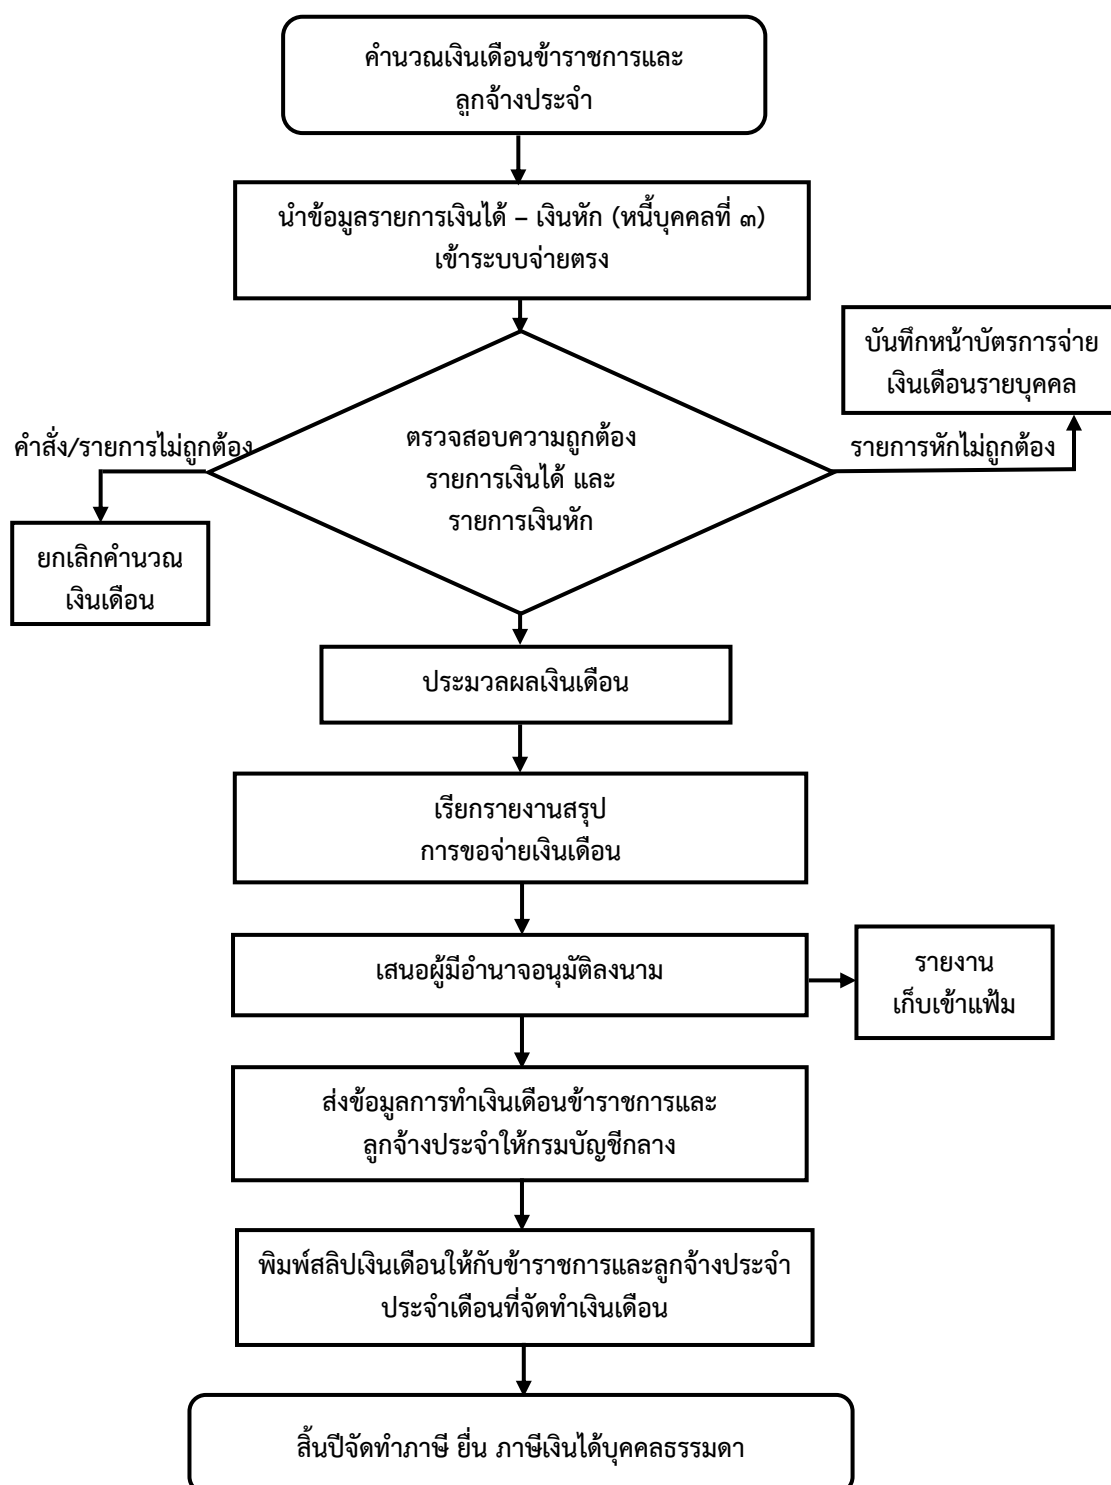 คำนวณเงินเดือนข้าราชการและ
ลูกจ้างประจำ
นำข้อมูลรายการเงินได้ – เงินหัก (หนี้บุคคลที่ ๓)
เข้าระบบจ่ายตรง
บันทึกหน้าบัตรการจ่าย
เงินเดือนรายบุคคล
คำสั่ง/รายการไม่ถูกต้อง
ตรวจสอบความถูกต้อง
รายการเงินได้ และ
รายการเงินหัก
รายการหักไม่ถูกต้อง
ยกเลิกคำนวณ
เงินเดือน
ประมวลผลเงินเดือน
เรียกรายงานสรุป
การขอจ่ายเงินเดือน
เสนอผู้มีอำนาจอนุมัติลงนาม
รายงาน
เก็บเข้าแฟ้ม
ส่งข้อมูลการทำเงินเดือนข้าราชการและ
ลูกจ้างประจำให้กรมบัญชีกลาง
พิมพ์สลิปเงินเดือนให้กับข้าราชการและลูกจ้างประจำ
ประจำเดือนที่จัดทำเงินเดือน
สิ้นปีจัดทำภาษี ยื่น ภาษีเงินได้บุคคลธรรมดา